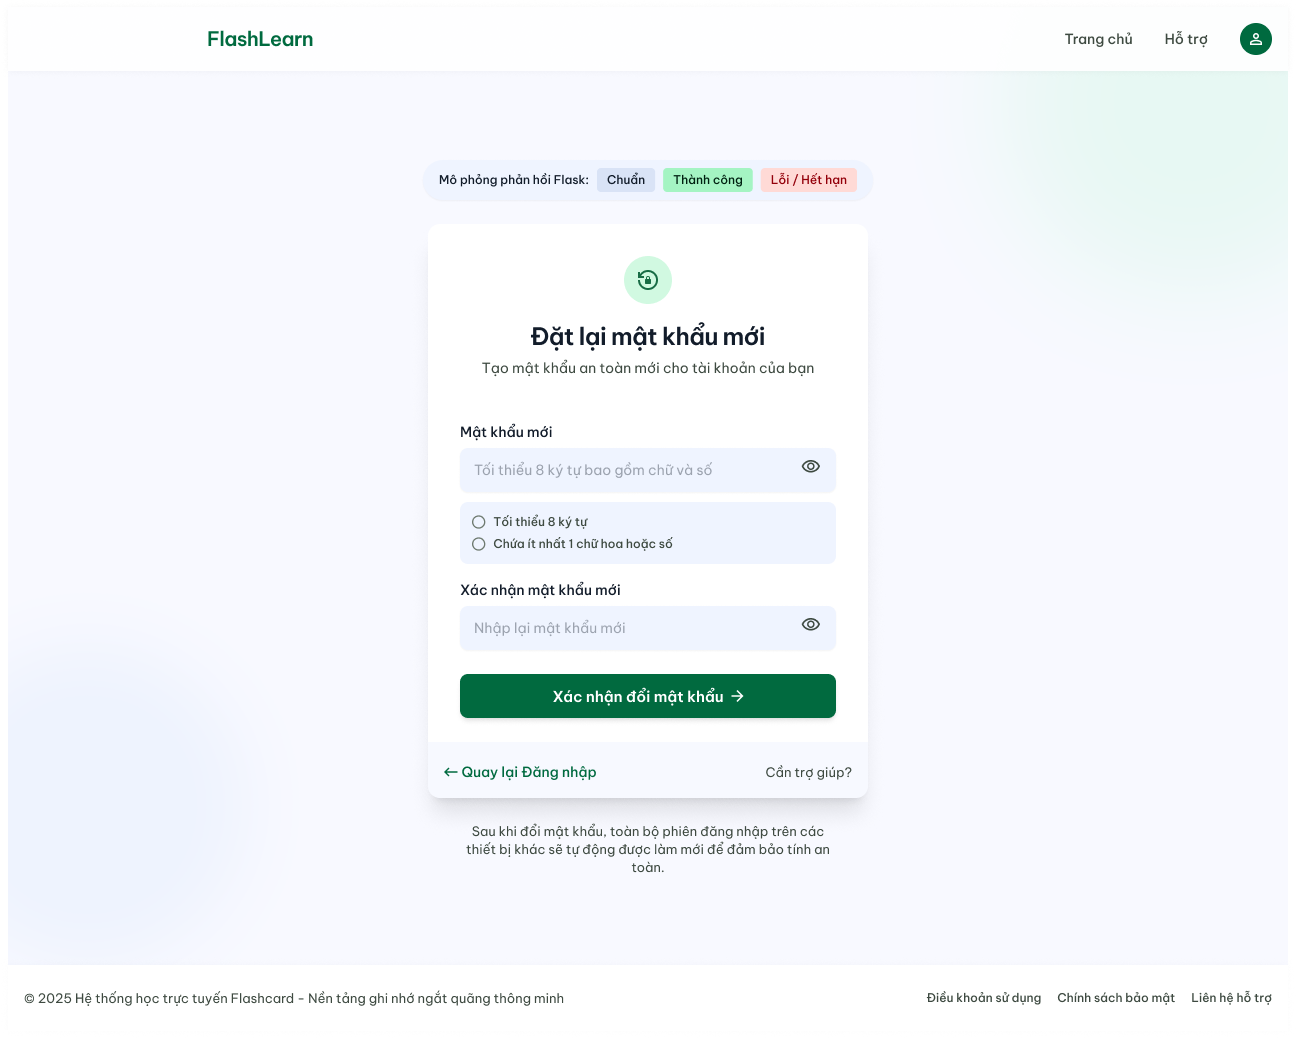 FlashLearn
Trang chủ
Hỗ trợ
Mô phỏng phản hồi Flask:
Chuẩn
Thành công
Lỗi / Hết hạn
Đặt lại mật khẩu mới
Tạo mật khẩu an toàn mới cho tài khoản của bạn
Mật khẩu mới
Tối thiểu 8 ký tự bao gồm chữ và số
Tối thiểu 8 ký tự
Chứa ít nhất 1 chữ hoa hoặc số
Xác nhận mật khẩu mới
Nhập lại mật khẩu mới
Xác nhận đổi mật khẩu →
← Quay lại Đăng nhập
Cần trợ giúp?
Sau khi đổi mật khẩu, toàn bộ phiên đăng nhập trên các
thiết bị khác sẽ tự động được làm mới để đảm bảo tính an
toàn.
© 2025 Hệ thống học trực tuyến Flashcard - Nền tảng ghi nhớ ngắt quãng thông minh
Điều khoản sử dụng
Chính sách bảo mật
Liên hệ hỗ trợ